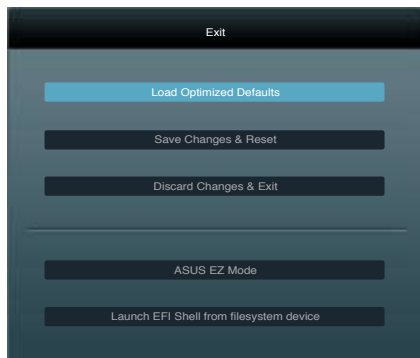 Exit
Load Optimized Defaults
Save Changes & Reset
Discard Changes & Exit
ASUS EZ Mode
Launch EFI Shell from filesystem device